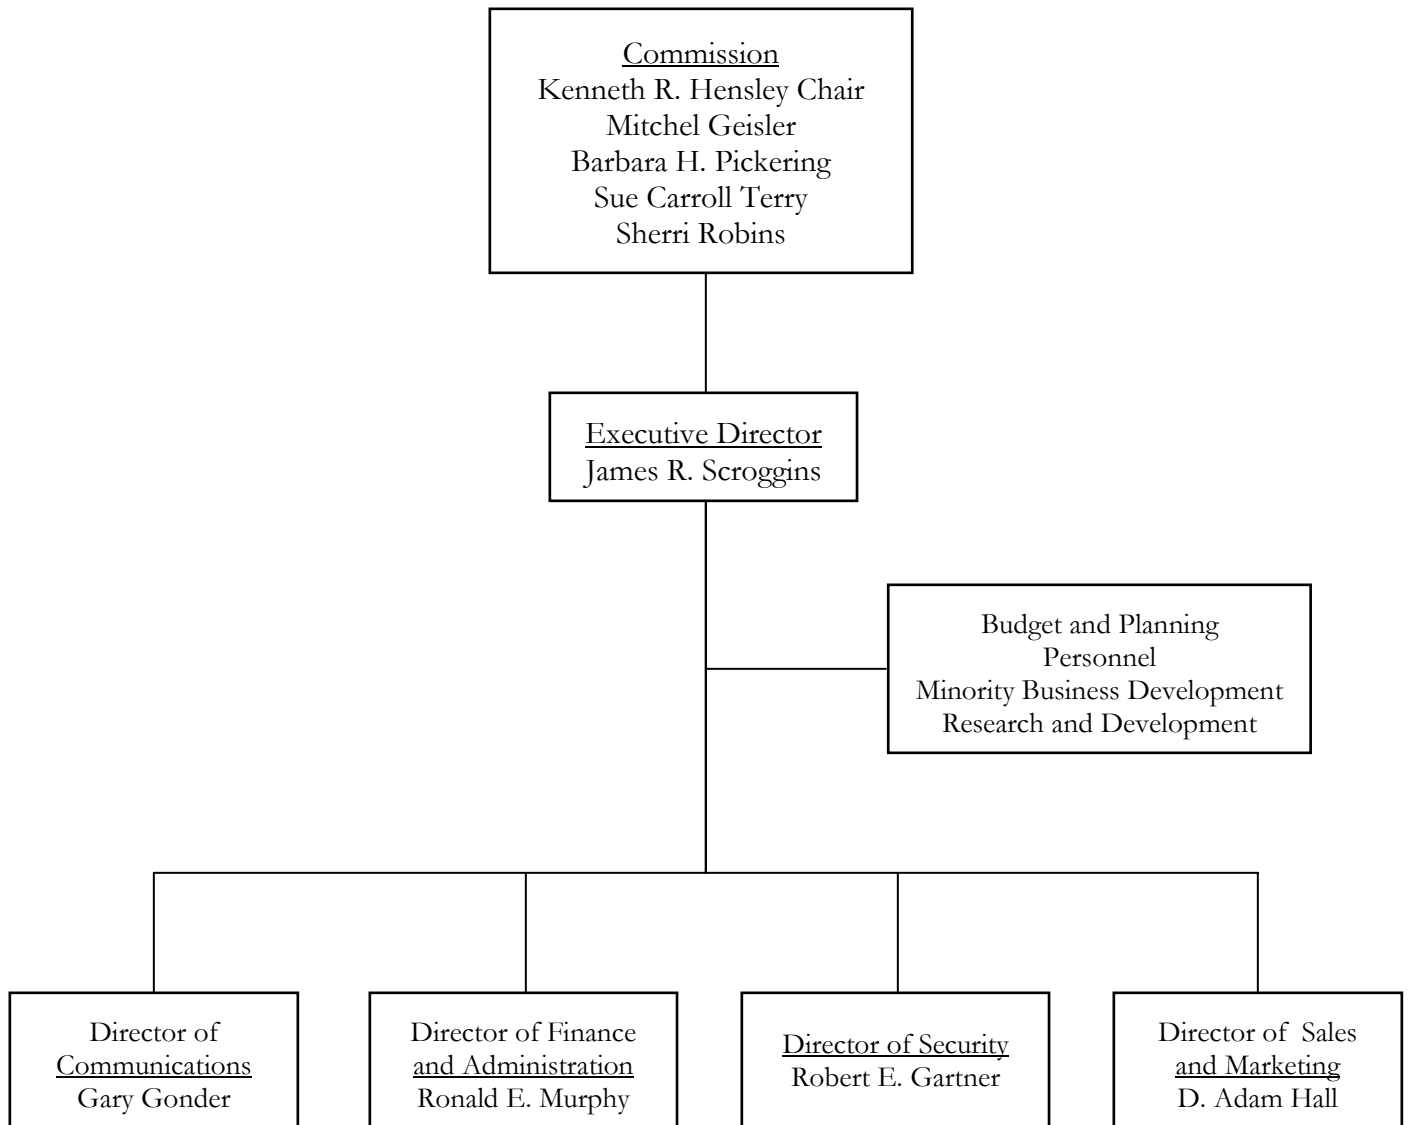 Commission
Kenneth R. Hensley Chair
Mitchel Geisler
Barbara H. Pickering
Sue Carroll Terry
Sherri Robins
Executive Director
James R. Scroggins
Budget and Planning
Personnel
Minority Business Development
Research and Development
Director of
Communications
Gary Gonder
Director of Finance
and Administration
Ronald E. Murphy
Director of Security
Robert E. Gartner
Director of  Sales
and Marketing
D. Adam Hall